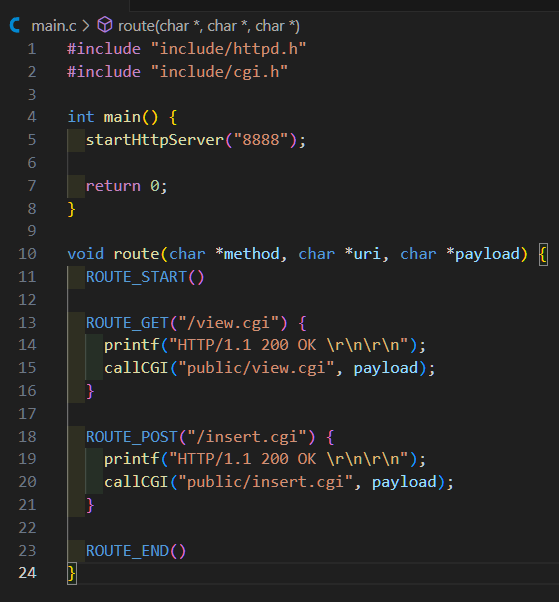 main.c > route(char *, char *, char *)
1 #include "include/httpd.h"
2 #include "include/cgi.h"
3
4 int main() {
5 startHttpServer("8888");
6
7 return 0;
8 }
9
10 void route(char *method, char *uri, char *payload) {
11 ROUTE_START()
12
13 ROUTE_GET("/view.cgi") {
14 printf("HTTP/1.1 200 OK \r\n\r\n");
15 callCGI("public/view.cgi", payload);
16 }
17
18 ROUTE_POST("/insert.cgi") {
19 printf("HTTP/1.1 200 OK \r\n\r\n");
20 callCGI("public/insert.cgi", payload);
21 }
22
23 ROUTE_END()
24 }